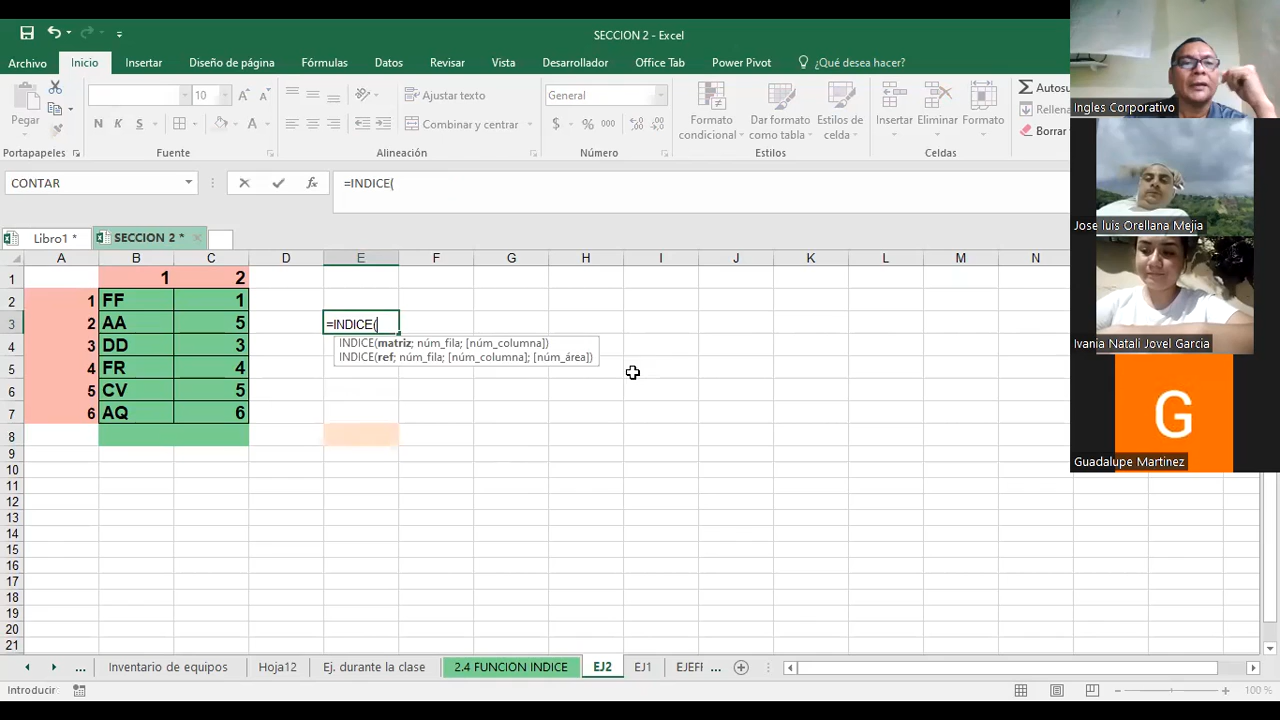 SECCION 2 - Excel
Archivo Inicio Insertar Diseño de página Fórmulas Datos Revisar Vista Desarrollador Office Tab Power Pivot ¿Qué desea hacer?
Pegar
10
N K S
Ajustar texto
Combinar y centrar
General
$ % 000
Formato condicional
Dar formato como tabla
Estilos de celda
Insertar
Eliminar
Formato
Autosu
Rellena
Borrar
Portapapeles Fuente Alineación Número Estilos Celdas
CONTAR
=INDICE(
Libro1 * SECCION 2 *
A B C D E F G H I J K L M N
1 1 2
2 1 FF 1
3 2 AA 5 =INDICE(
4 3 DD 3
INDICE(matriz; núm_fila; [núm_columna])
INDICE(ref; núm_fila; [núm_columna]; [núm_área])
5 4 FR 4
6 5 CV 5
7 6 AQ 6
8
9
10
11
12
13
14
15
16
17
18
19
20
21
... Inventario de equipos Hoja12 Ej. durante la clase 2.4 FUNCION INDICE EJ2 EJ1 EJEFF ...
Introducir
100 %
Ingles Corporativo
Jose luis Orellana Mejia
Ivania Natali Jovel Garcia
G
Guadalupe Martinez